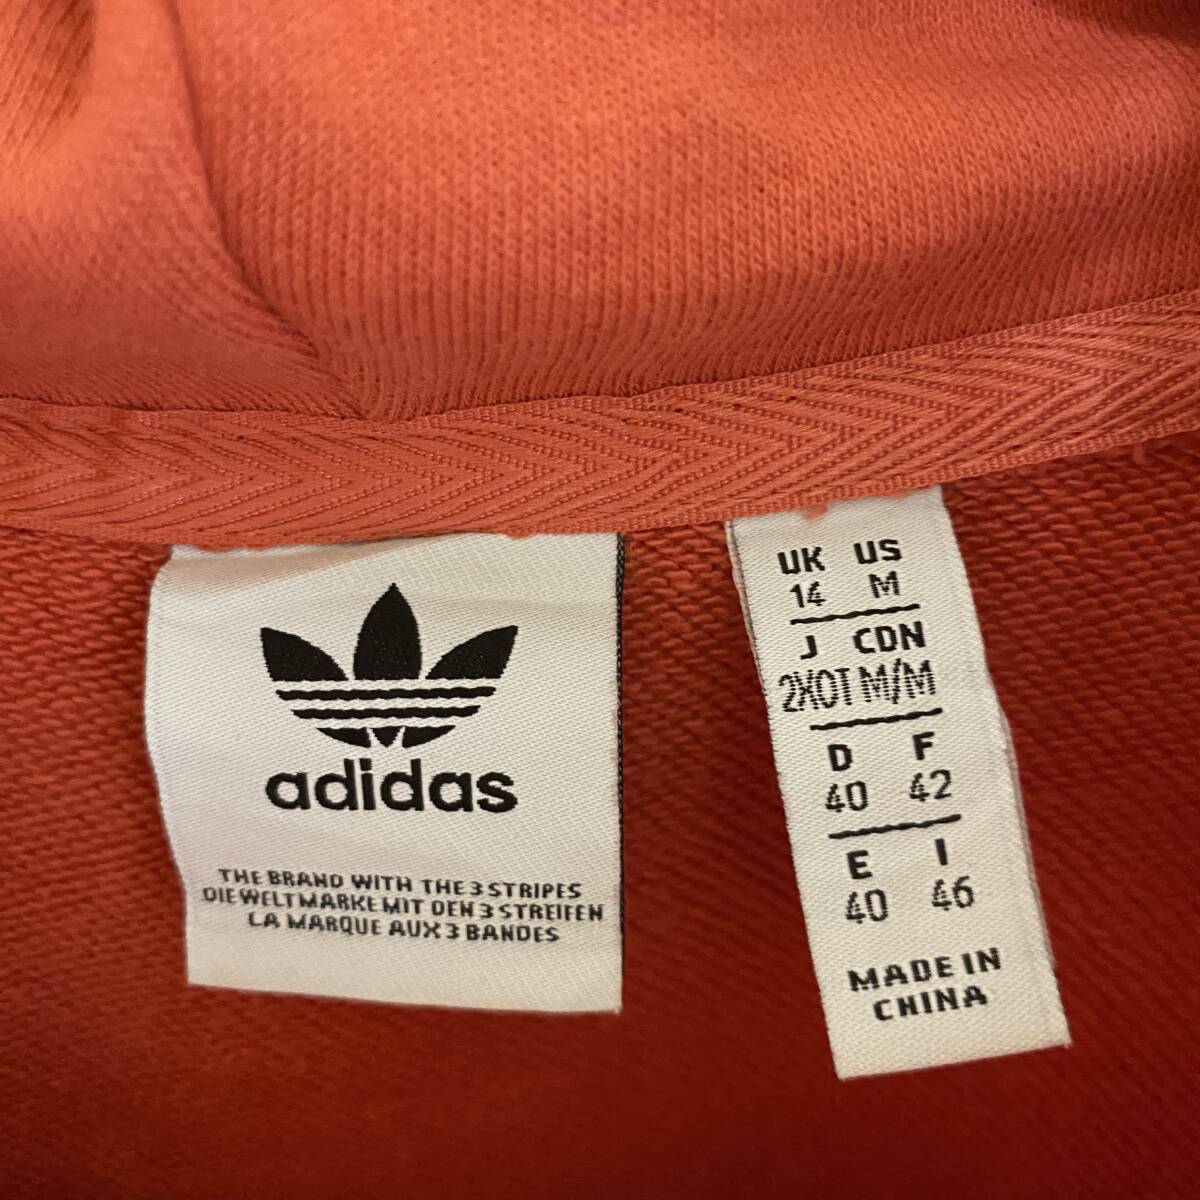 adidas
THE BRAND WITH THE 3 STRIPES
DIE WELTMARKE MIT DEN 3 STREIFEN
LA MARQUE AUX 3 BANDES
UK US
14 M
J CDN
2XOT M/M
D F
40 42
E I
40 46
MADE IN
CHINA